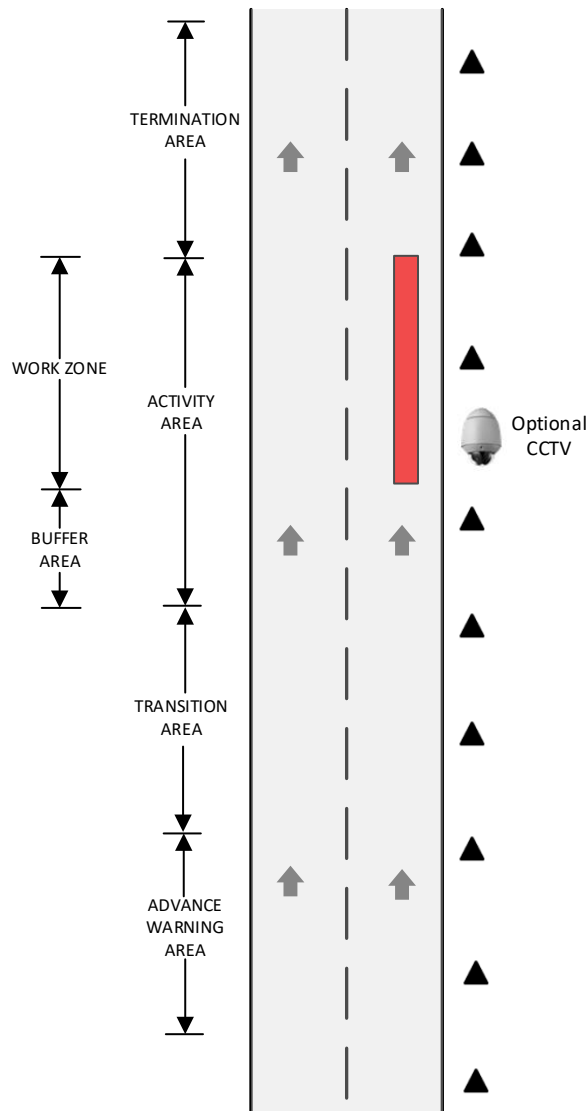 TERMINATION
AREA
WORK ZONE
ACTIVITY
AREA
Optional
CCTV
BUFFER
AREA
TRANSITION
AREA
ADVANCE
WARNING
AREA